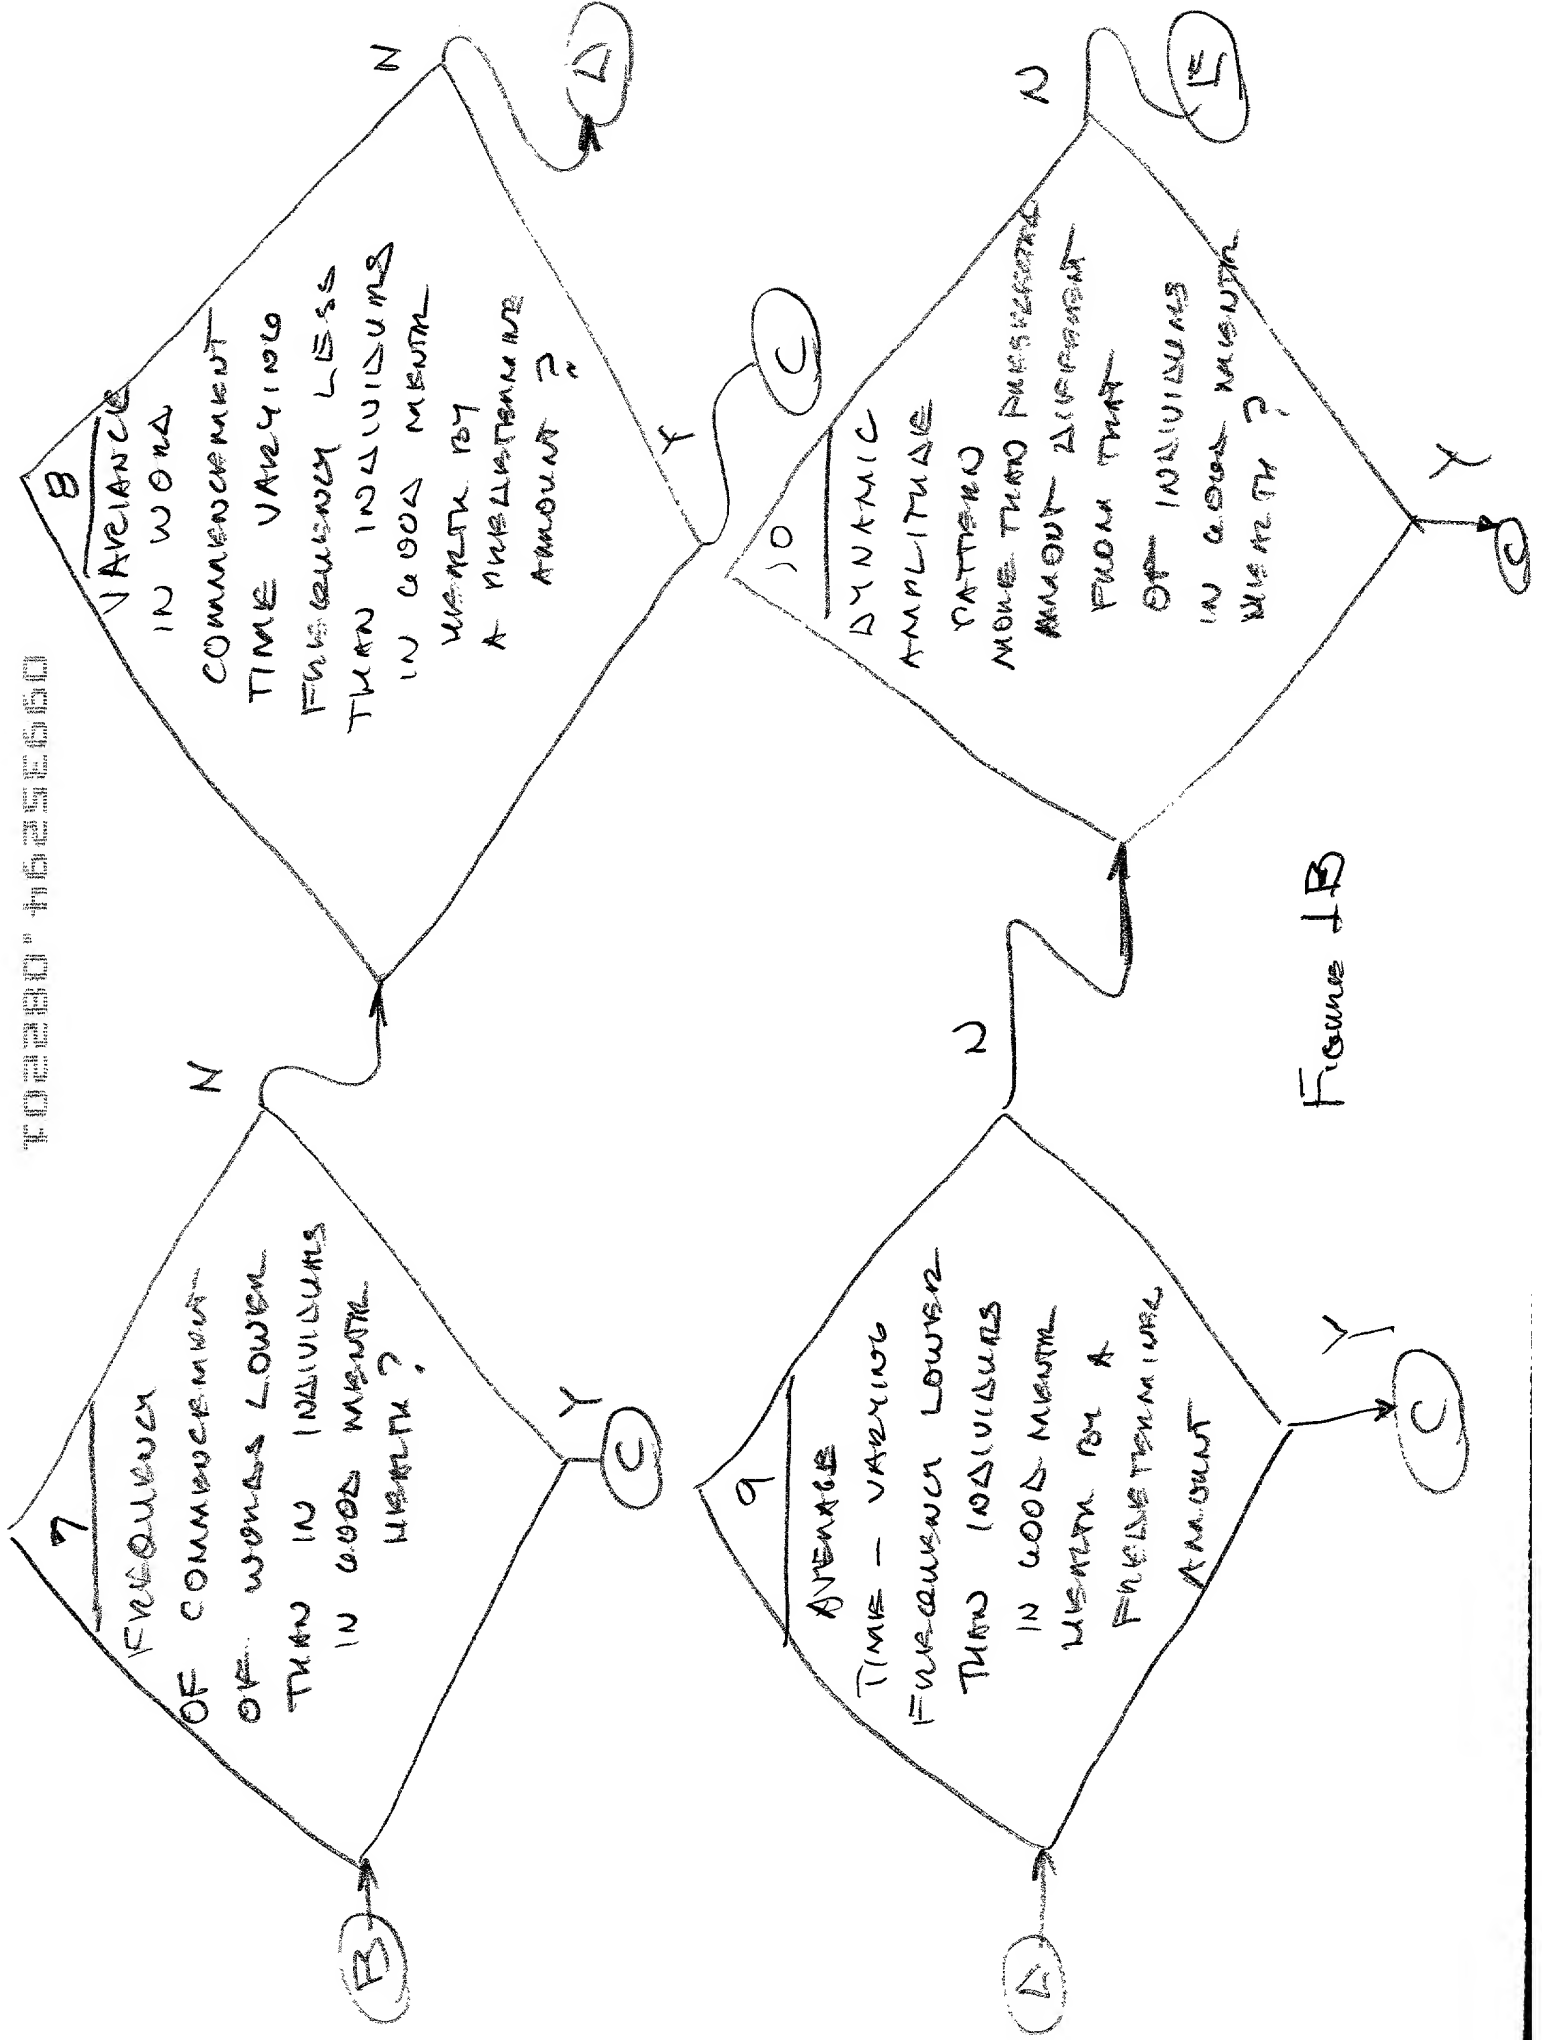 B
7
FREQUENCY
OF COMMENCEMENT
OF WORDS LOWER
THAN IN INDIVIDUALS
IN GOOD MENTAL
HEALTH?
N
Y
C
8
VARIANCE
IN WORD
COMMENCEMENT
TIME VARYING
FREQUENCY LESS
THAN INDIVIDUALS
IN GOOD MENTAL
HEALTH BY
A PREDETERMINE
AMOUNT?
N
D
Y
C
D
9
AVERAGE
TIME-VARYING
FREQUENCY LOWER
THAN INDIVIDUALS
IN GOOD MENTAL
HEALTH BY A
PREDETERMINED
AMOUNT
N
Y
C
10
DYNAMIC
AMPLITUDE
PATTERN
MORE THAN PRESELECTED
AMOUNT DIFFERENT
FROM THAT
OF INDIVIDUALS
IN GOOD MENTAL
HEALTH?
N
E
Y
C
Figure 1B